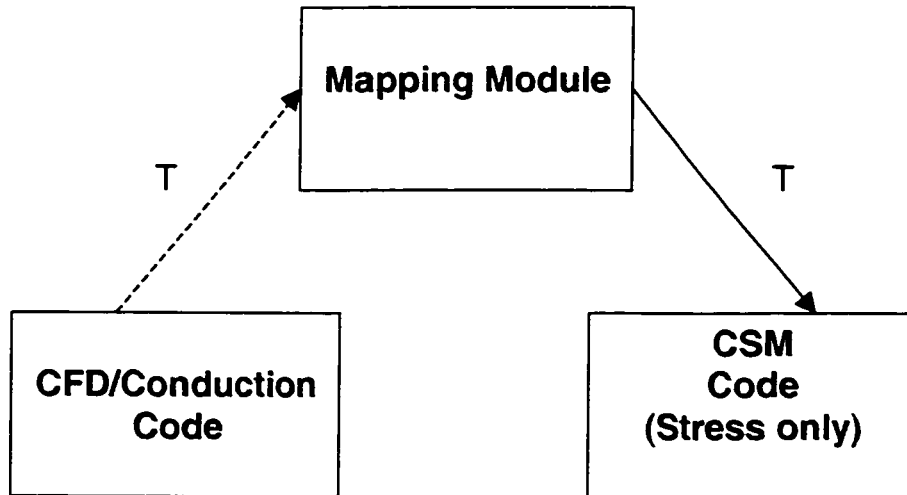 Mapping Module
T
T
CFD/Conduction
Code
CSM
Code
(Stress only)